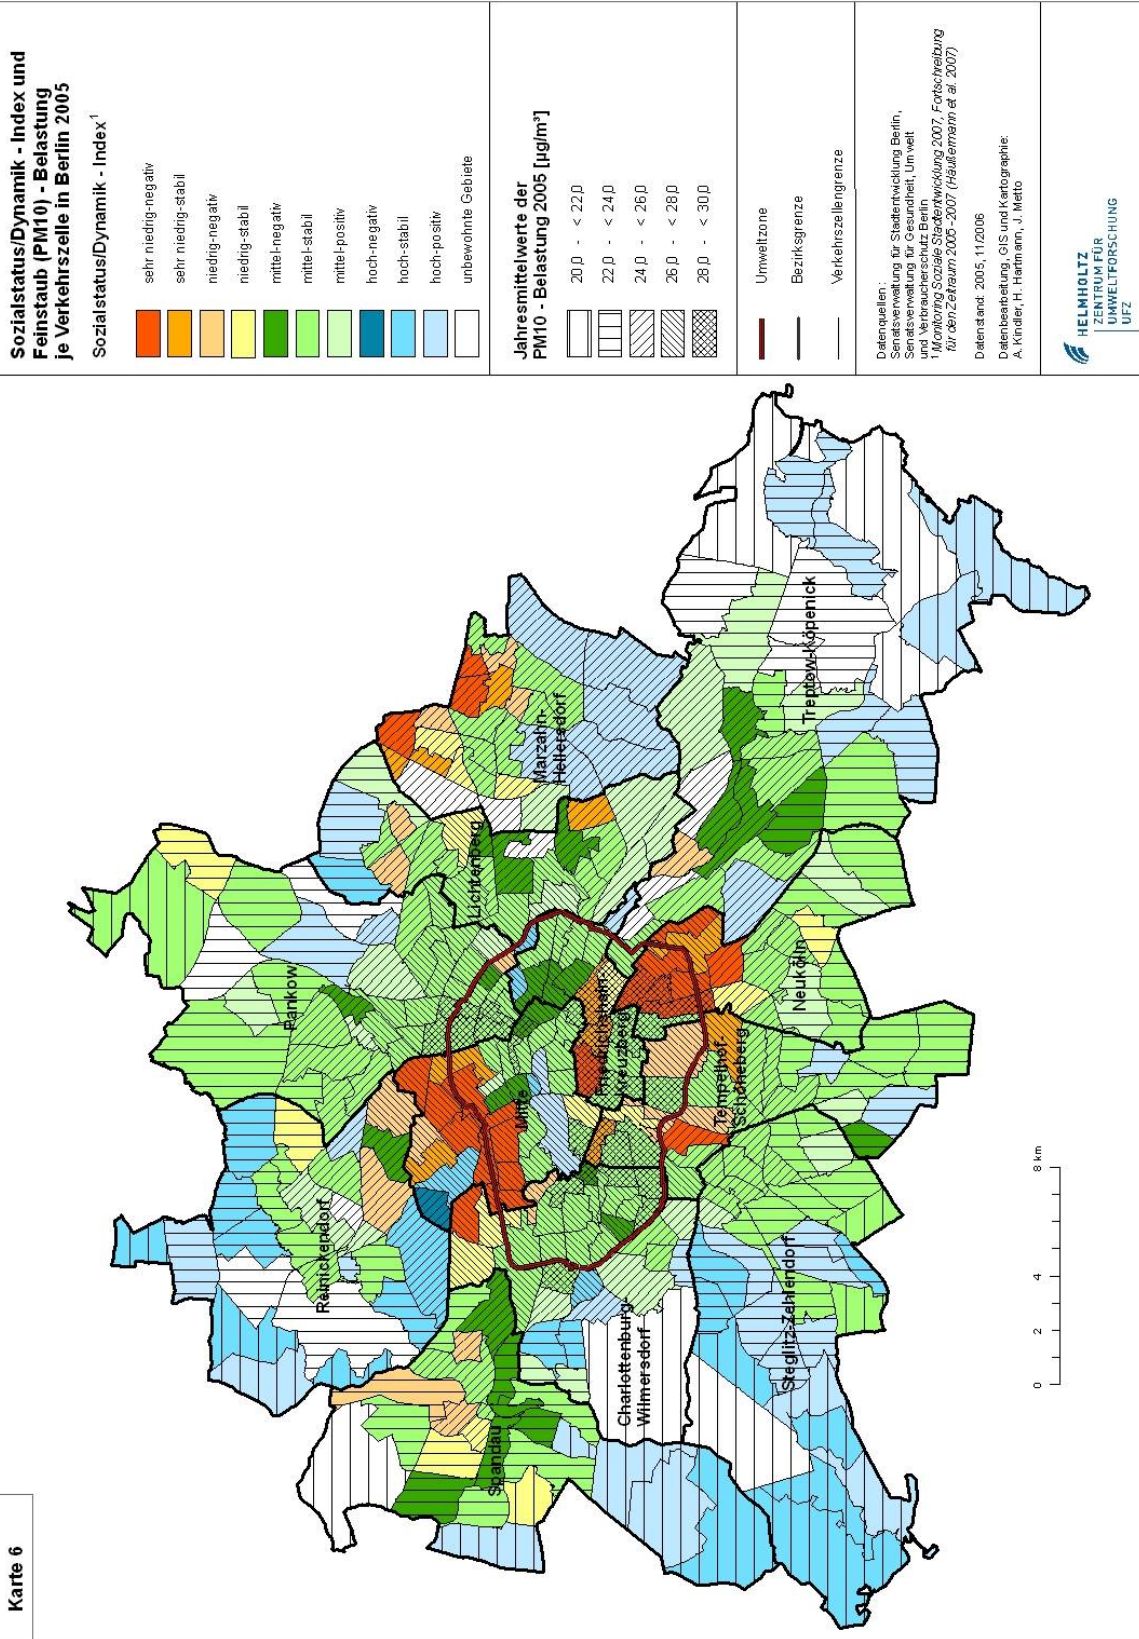 Karte 6
Sozialstatus/Dynamik - Index und
Feinstaub (PM10) - Belastung
je Verkehrszelle in Berlin 2005
Sozialstatus/Dynamik - Index¹
sehr niedrig-negativ
sehr niedrig-stabil
niedrig-negativ
niedrig-stabil
mittel-negativ
mittel-stabil
mittel-positiv
hoch-negativ
hoch-stabil
hoch-positiv
unbewohnte Gebiete
Jahresmittelwerte der
PM10 - Belastung 2005 [µg/m³]
20,0 - < 22,0
22,0 - < 24,0
24,0 - < 26,0
26,0 - < 28,0
28,0 - < 30,0
Umweltzone
Bezirksgrenze
Verkehrszellengrenze
Datenquellen:
Senatsverwaltung für Stadtentwicklung Berlin,
Senatsverwaltung für Gesundheit, Umwelt
und Verbraucherschutz Berlin
¹ Monitoring Soziale Stadtentwicklung 2007, Fortschreibung
für den Zeitraum 2005-2007 (Häußermann et al. 2007)
Datenstand: 2005, 11/2006
Datenbearbeitung, GIS und Kartographie:
A. Kindler, H. Hartmann, J. Metto
HELMHOLTZ
ZENTRUM FÜR
UMWELTFORSCHUNG
UFZ
Pankow
Reinickendorf
Lichtenberg
Marzahn-
Hellersdorf
Mitte
Friedrichshain-
Kreuzberg
Spandau
Charlottenburg-
Wilmersdorf
Tempelhof-
Schöneberg
Neukölln
Treptow-Köpenick
Steglitz-Zehlendorf
0 2 4 8 km